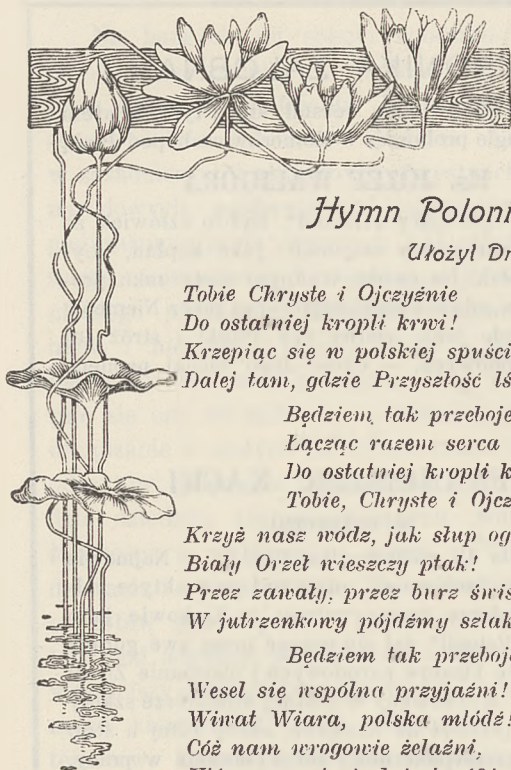 Hymn Poloni
Ułożył Dr
Tobie Chryste i Ojczyźnie
Do ostatniej kropli krwi!
Krzepiąc się w polskiej spuści
Dalej tam, gdzie Przyszłość lś
Będziem tak przeboje
Łącząc razem serca
Do ostatniej kropli k
Tobie, Chryste i Ojcz
Krzyż nasz wódz, jak słup og
Biały Orzeł wieszczy ptak!
Przez zawały, przez burz świs
W jutrzenkowy pójdźmy szlak
Będziem tak przeboj
Wesel się wspólna przyjaźni!
Wiwat Wiara, polska młódź!
Cóż nam wrogowie żelaźni,